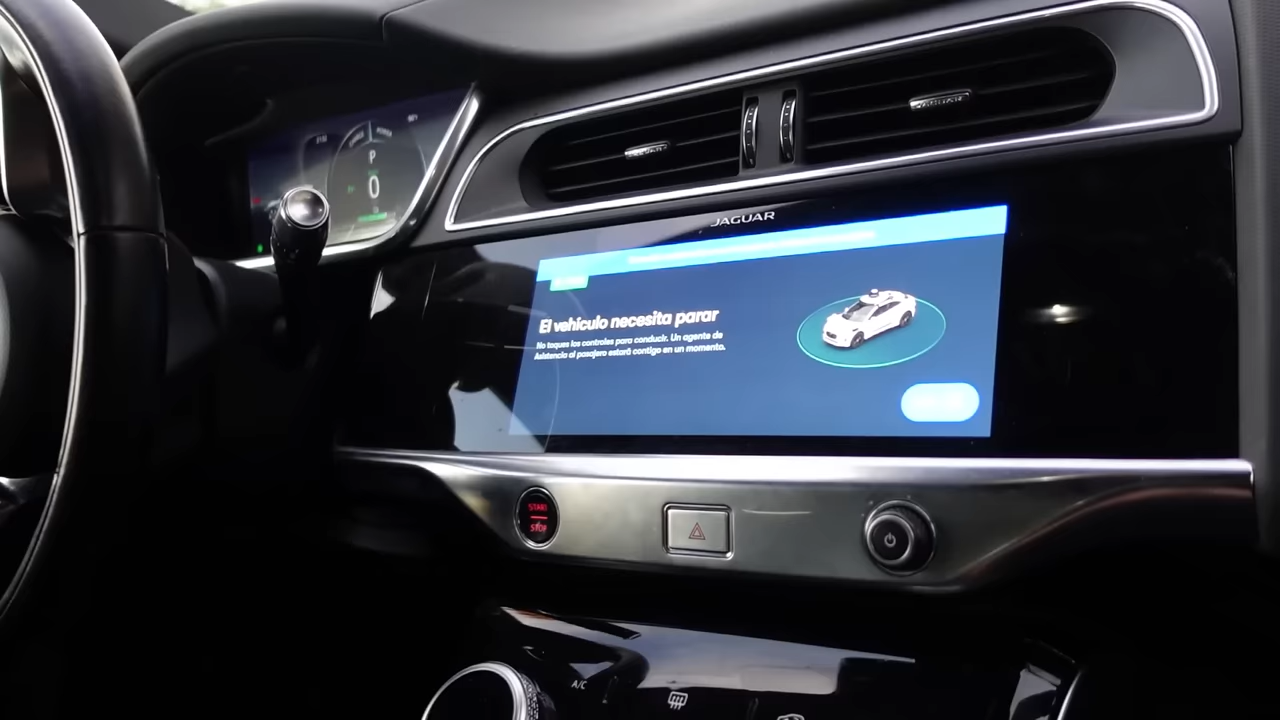 P
0
JAGUAR
El vehículo necesita parar
No toques los controles para conducir. Un agente de
Asistencia al pasajero estará contigo en un momento.
START
STOP
A/C